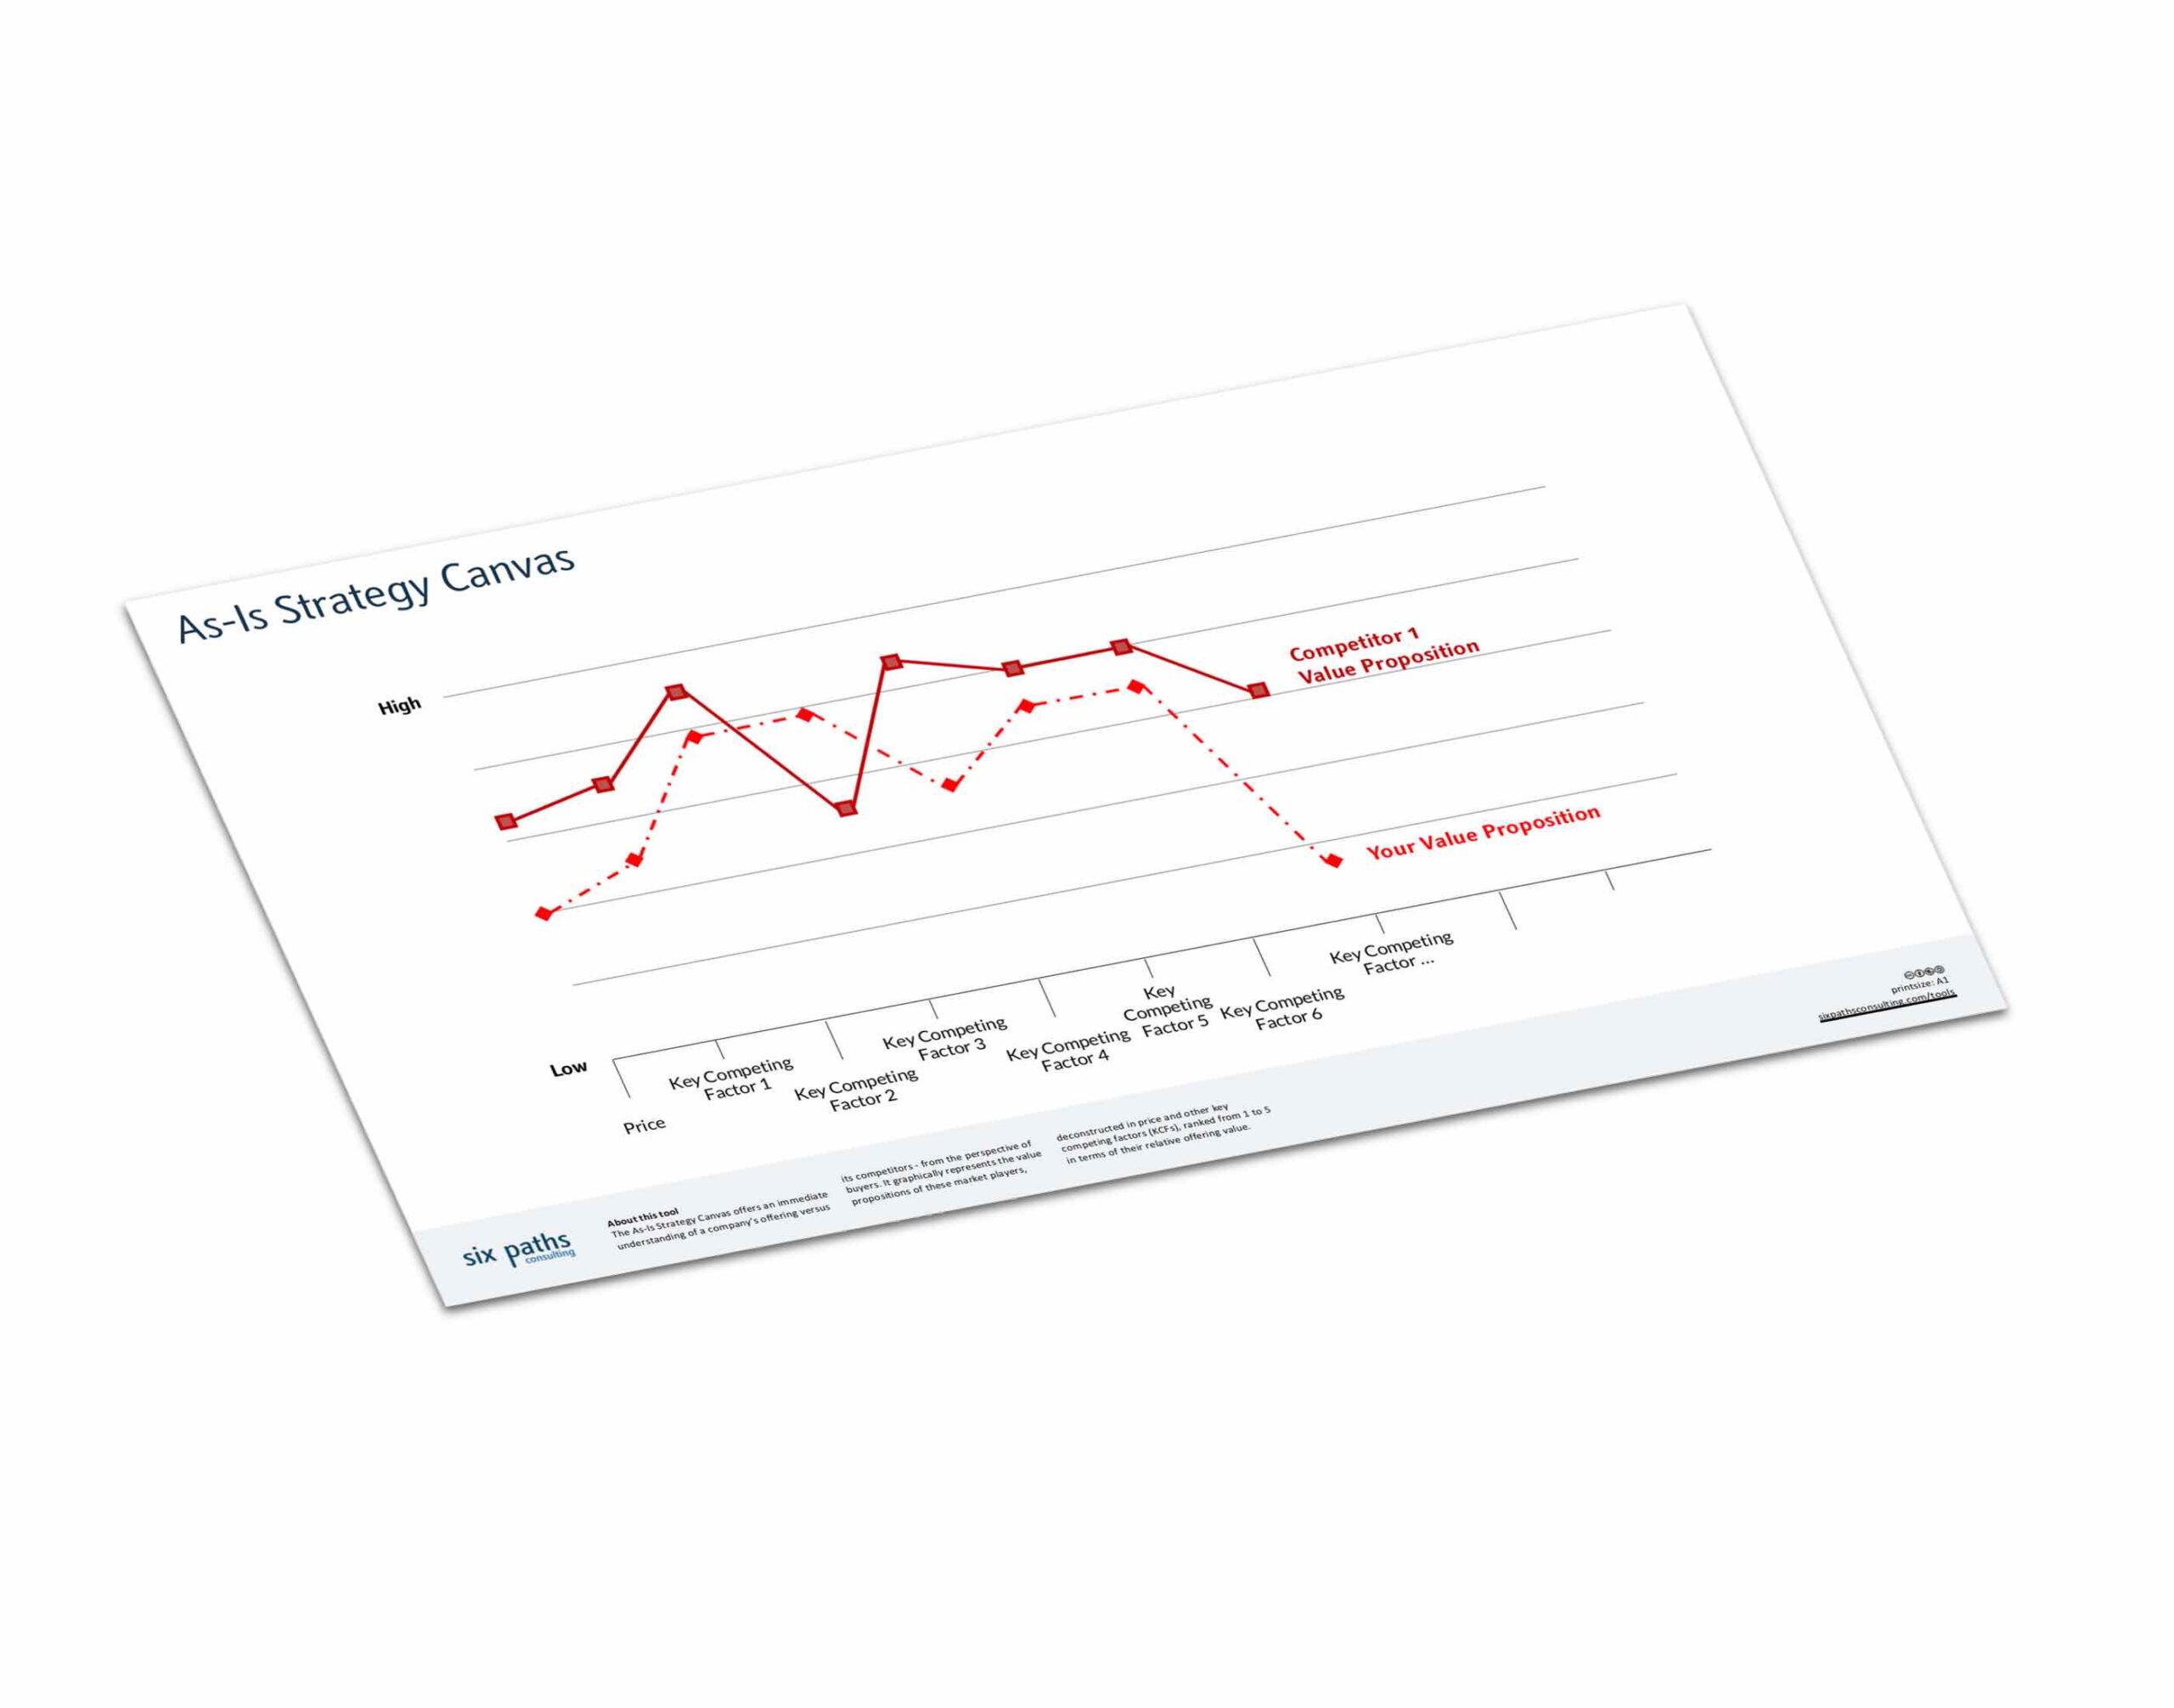 As-Is Strategy Canvas
High
Competitor 1
Value Proposition
Your Value Proposition
Low
Price
Key Competing
Factor 1
Key Competing
Factor 2
Key Competing
Factor 3
Key Competing
Factor 4
Key
Competing
Factor 5
Key Competing
Factor 6
Key Competing
Factor ...
six paths
consulting
About this tool
The As-Is Strategy Canvas offers an immediate
understanding of a company's offering versus
its competitors - from the perspective of
buyers. It graphically represents the value
propositions of these market players,
deconstructed in price and other key
competing factors (KCFs), ranked from 1 to 5
in terms of their relative offering value.
printsize: A1
sixpathsconsulting.com/tools